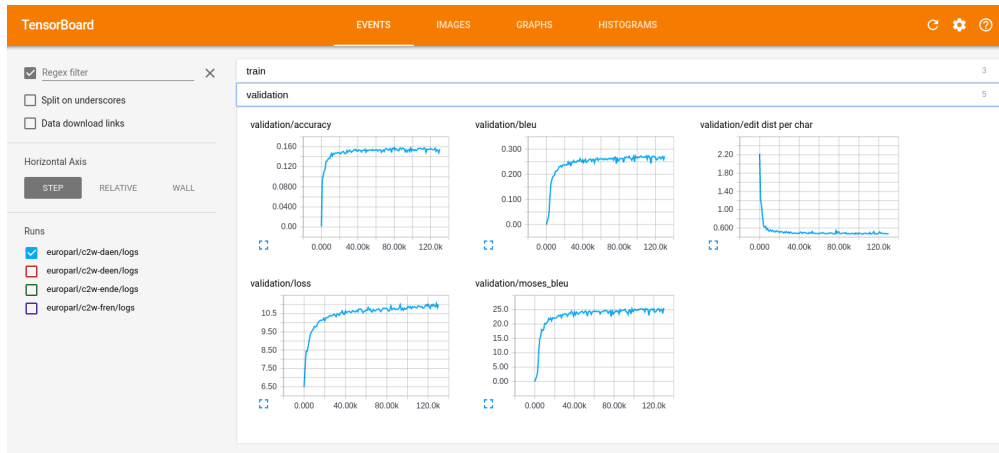 TensorBoard
EVENTS IMAGES GRAPHS HISTOGRAMS
Regex filter
Split on underscores
Data download links
Horizontal Axis
STEP RELATIVE WALL
Runs
europarl/c2w-daen/logs
europarl/c2w-deen/logs
europarl/c2w-ende/logs
europarl/c2w-fren/logs
train 3
validation 5
validation/accuracy
0.160
0.120
0.0800
0.0400
0.00
0.000 40.00k 80.00k 120.0k
validation/bleu
0.300
0.200
0.100
0.00
0.000 40.00k 80.00k 120.0k
validation/edit dist per char
2.20
1.80
1.40
1.00
0.600
0.000 40.00k 80.00k 120.0k
validation/loss
10.5
9.50
8.50
7.50
6.50
0.000 40.00k 80.00k 120.0k
validation/moses_bleu
25.0
20.0
15.0
10.0
5.00
0.00
0.000 40.00k 80.00k 120.0k